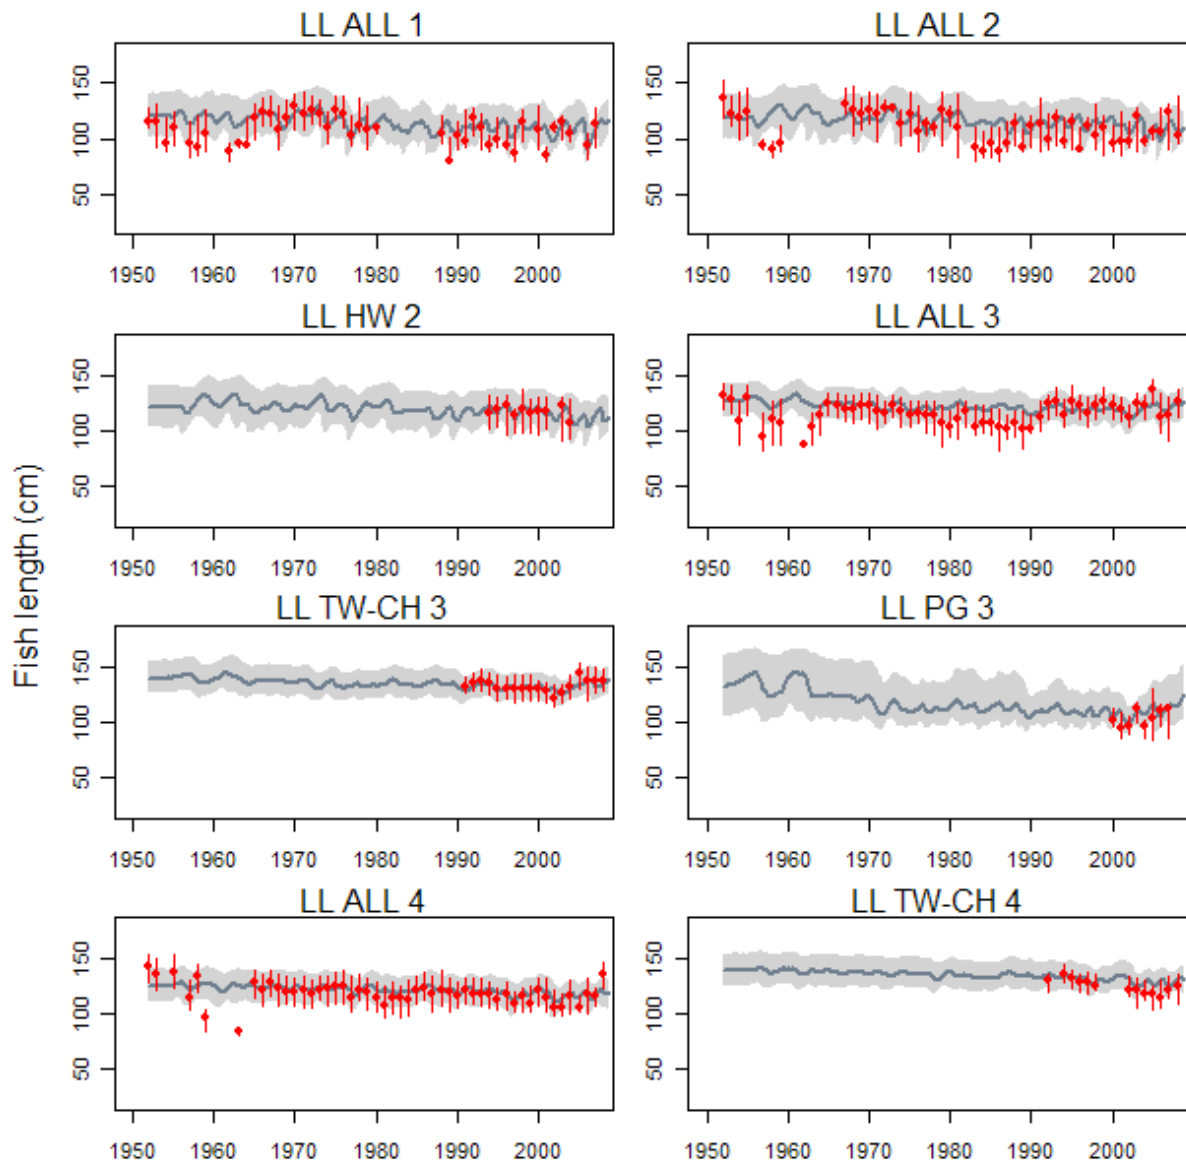 LL ALL 1
LL ALL 2
50 100 150
50 100 150
1950 1960 1970 1980 1990 2000
1950 1960 1970 1980 1990 2000
LL HW 2
LL ALL 3
50 100 150
50 100 150
1950 1960 1970 1980 1990 2000
1950 1960 1970 1980 1990 2000
Fish length (cm)
LL TW-CH 3
LL PG 3
50 100 150
50 100 150
1950 1960 1970 1980 1990 2000
1950 1960 1970 1980 1990 2000
LL ALL 4
LL TW-CH 4
50 100 150
50 100 150
1950 1960 1970 1980 1990 2000
1950 1960 1970 1980 1990 2000